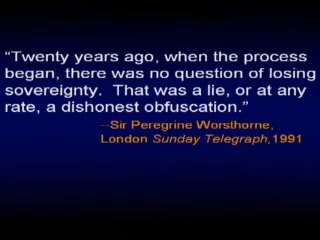 “Twenty years ago, when the process
began, there was no question of losing
sovereignty. That was a lie, or at any
rate, a dishonest obfuscation.”
--Sir Peregrine Worsthorne,
London Sunday Telegraph,1991